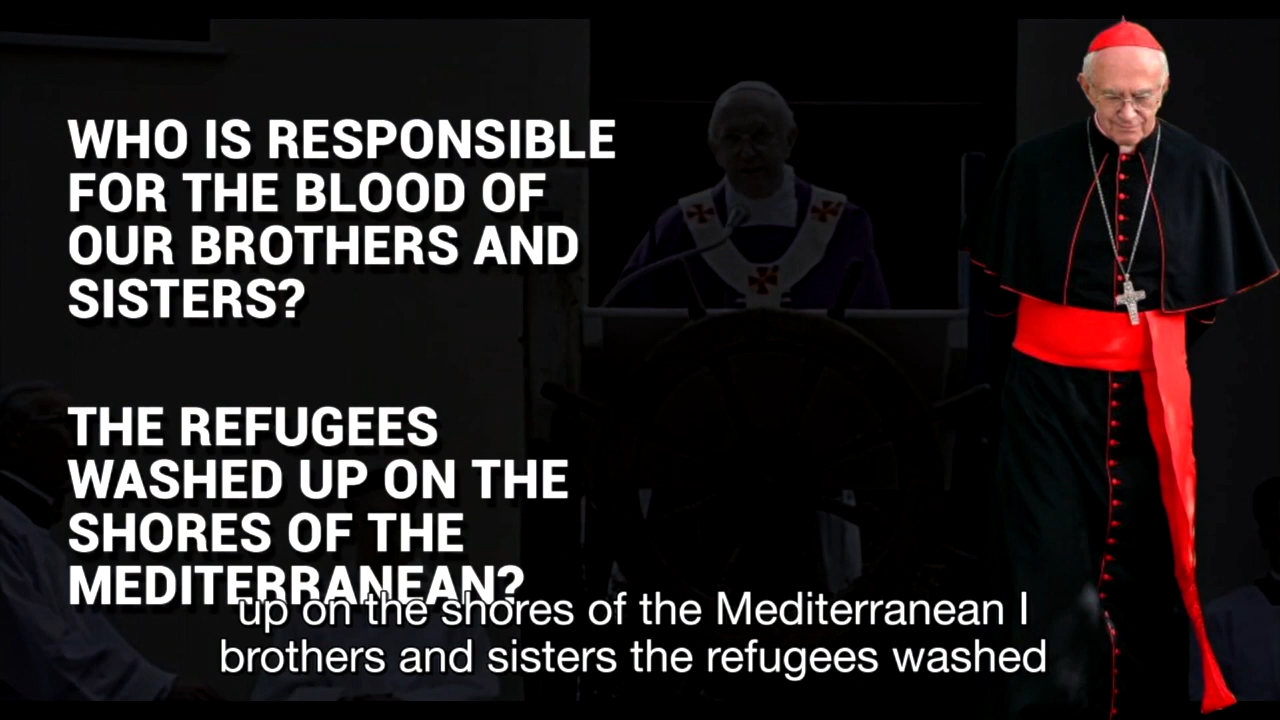 WHO IS RESPONSIBLE
FOR THE BLOOD OF
OUR BROTHERS AND
SISTERS?
THE REFUGEES
WASHED UP ON THE
SHORES OF THE
MEDITERRANEAN?
up on the shores of the Mediterranean I
brothers and sisters the refugees washed